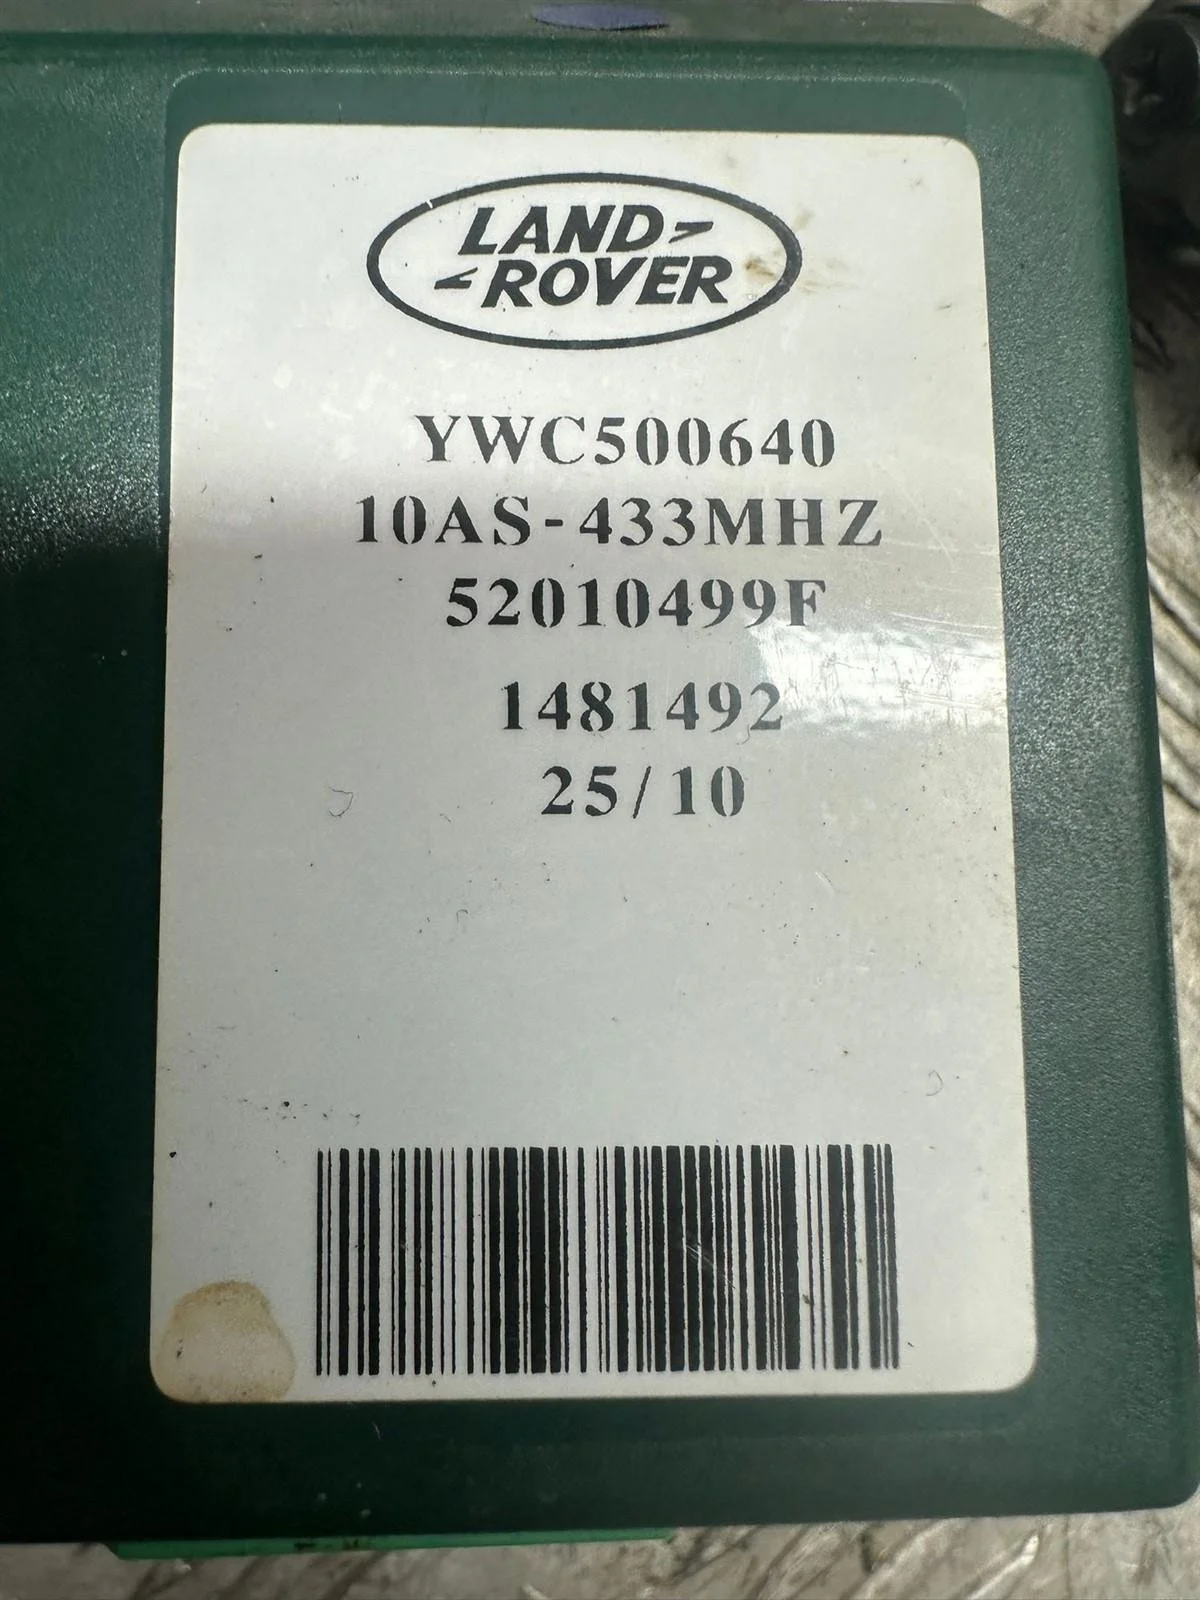 LAND
ROVER
YWC500640
10AS-433MHZ
52010499F
1481492
25/10